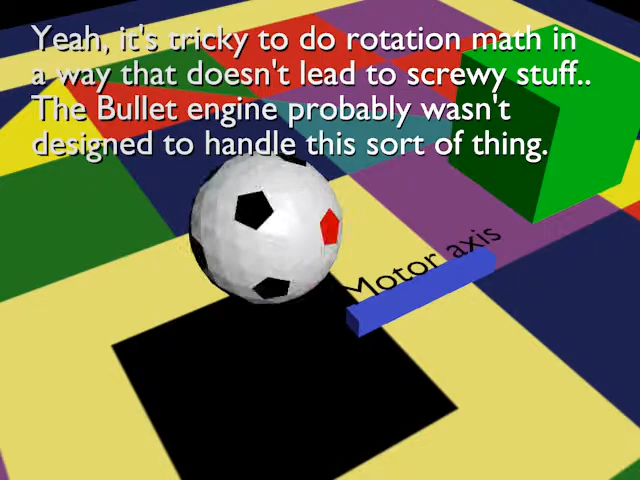 Yeah, it's tricky to do rotation math in
a way that doesn't lead to screwy stuff..
The Bullet engine probably wasn't
designed to handle this sort of thing.
Motor axis